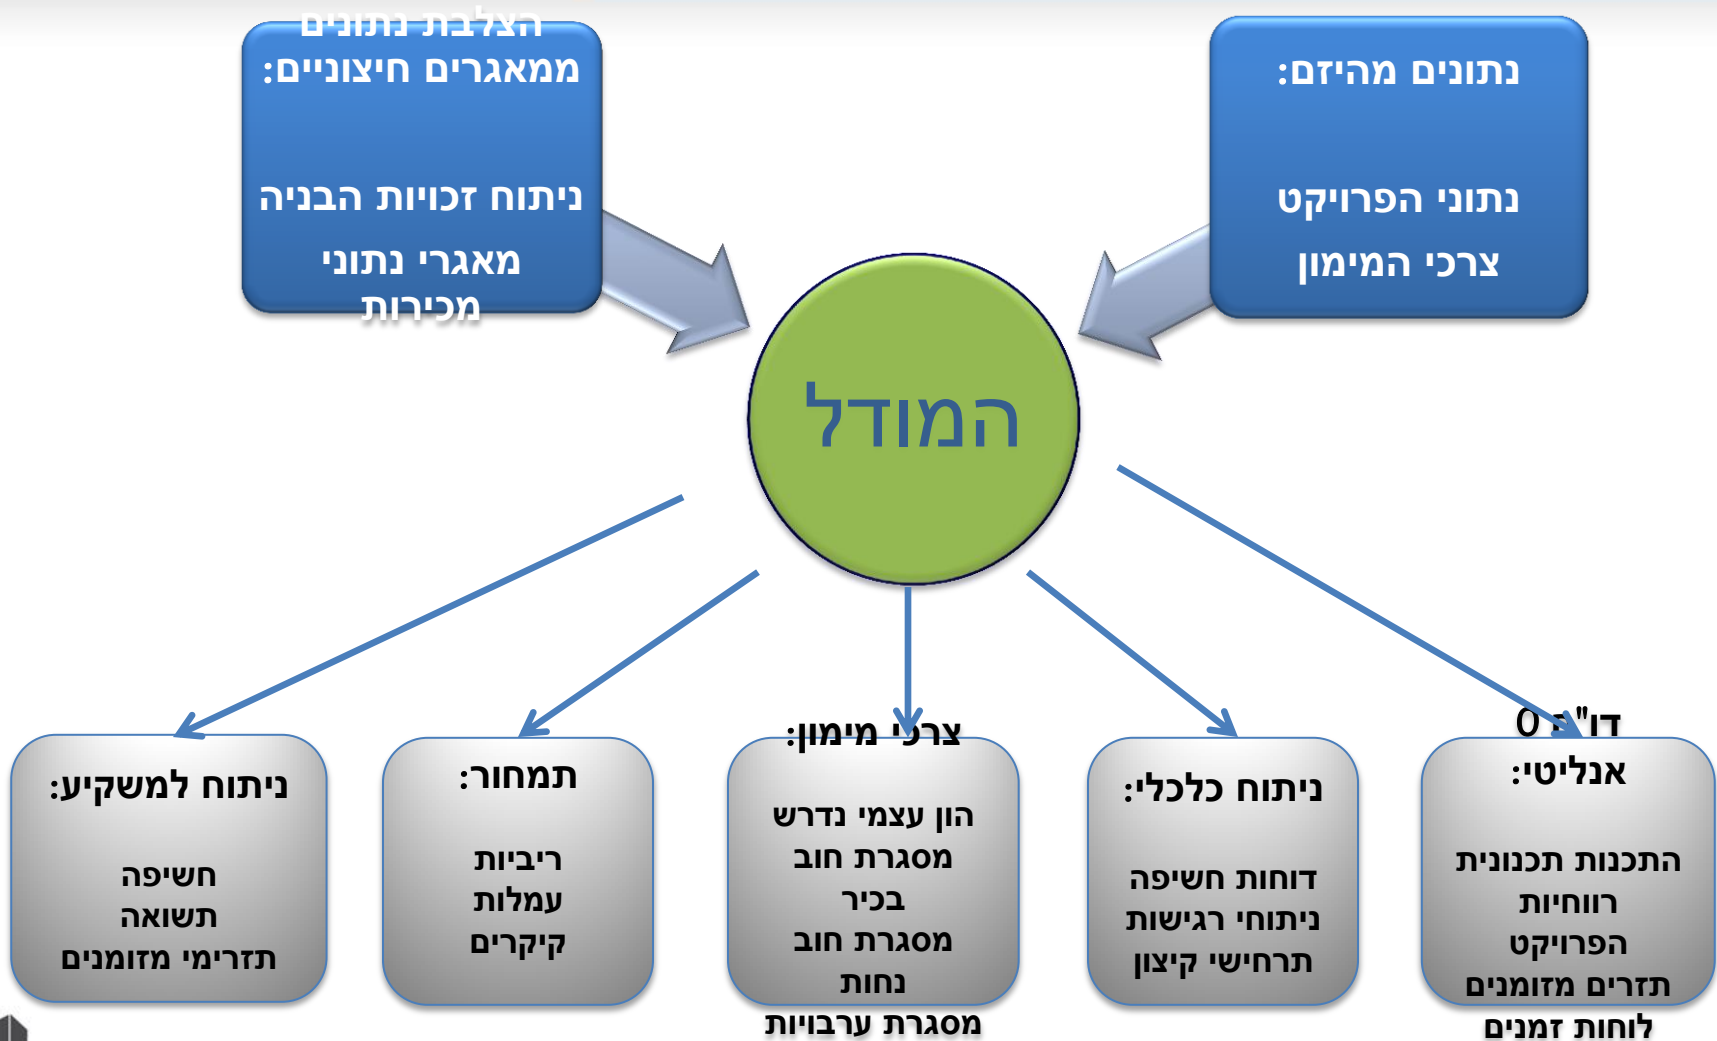 נתונים מהיזם:
נתוני הפרויקט
צרכי המימון
הצלבת נתונים
ממאגרים חיצוניים:
ניתוח זכויות הבניה
מאגרי נתוני
מכירות
המודל
דו"ח 0
אנליטי:
התכנות תכנונית
רווחיות
הפרויקט
תזרים מזומנים
לוחות זמנים
ניתוח כלכלי:
דוחות חשיפה
ניתוחי רגישות
תרחישי קיצון
צרכי מימון:
הון עצמי נדרש
מסגרת חוב
בכיר
מסגרת חוב
נחות
מסגרת ערבויות
תמחור:
ריביות
עמלות
קיקרים
ניתוח למשקיע:
חשיפה
תשואה
תזרימי מזומנים